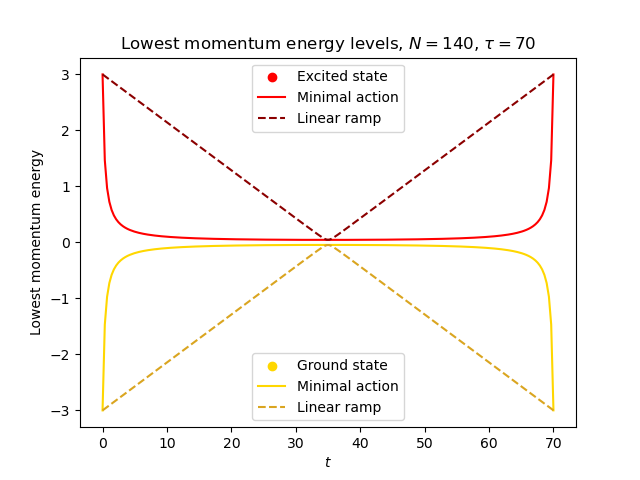 Lowest momentum energy levels, N = 140, τ = 70
Excited state
Minimal action
Linear ramp
Ground state
Minimal action
Linear ramp
Lowest momentum energy
3
2
1
0
−1
−2
−3
0 10 20 30 40 50 60 70
t